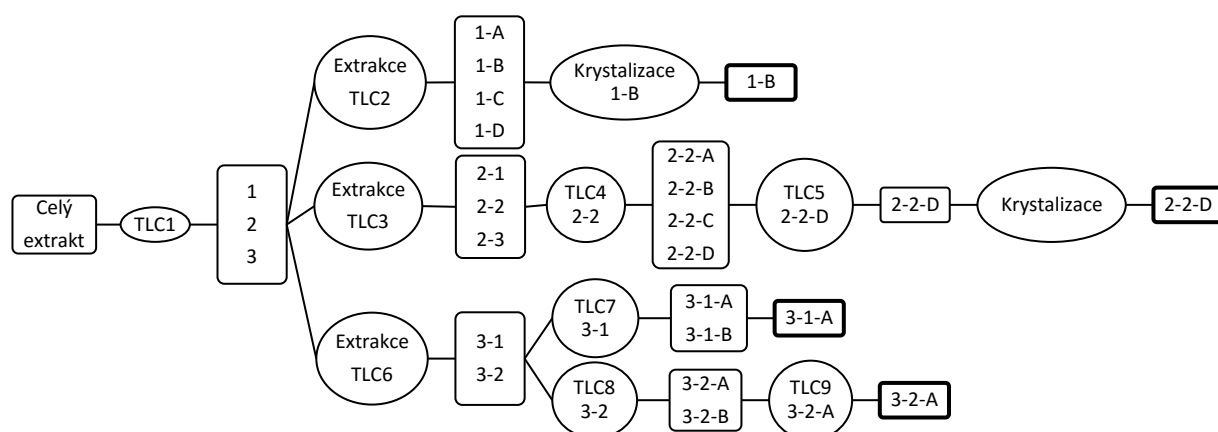 Celý
extrakt
TLC1
1
2
3
Extrakce
TLC2
1-A
1-B
1-C
1-D
Krystalizace
1-B
1-B
Extrakce
TLC3
2-1
2-2
2-3
TLC4
2-2
2-2-A
2-2-B
2-2-C
2-2-D
TLC5
2-2-D
2-2-D
Krystalizace
2-2-D
Extrakce
TLC6
3-1
3-2
TLC7
3-1
3-1-A
3-1-B
3-1-A
TLC8
3-2
3-2-A
3-2-B
TLC9
3-2-A
3-2-A